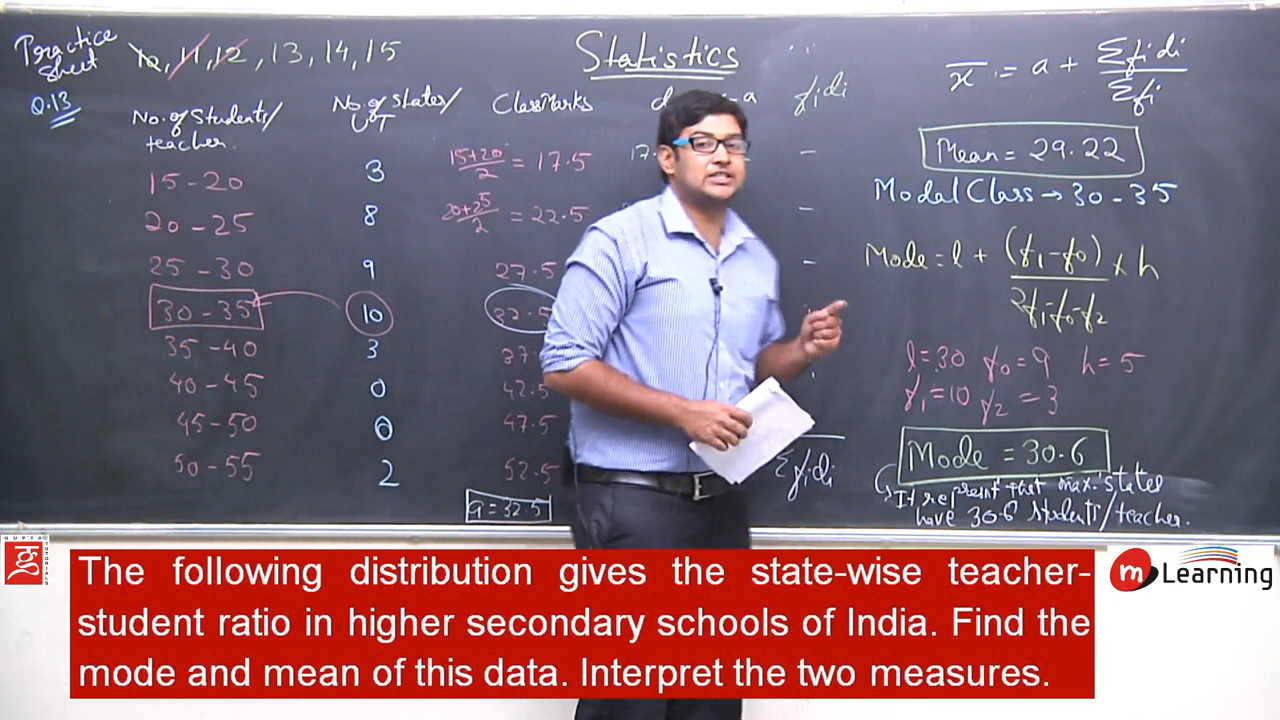 Practice Sheet
10, 11, 12, 13, 14, 15
Statistics
Q.13
No. of Students/ teacher.
No. of States/ UT
Class Marks
-a
fidi
15-20
3
15+20/2 = 17.5
17.
-
20-25
8
20+25/2 = 22.5
-
25-30
9
27.5
-
30-35
10
32.5
35-40
3
37
40-45
0
42.5
45-50
0
47.5
50-55
2
52.5
Σfidi
a = 32.5
x̄ = a + Σfidi/Σfi
Mean = 29.22
Modal Class → 30-35
Mode = l + (f1-f0)/2f1-f0-f2 × h
l=30 f0=9 h=5
f1=10 f2=3
Mode = 30.6
It represent that max. states
have 30.6 students/teacher.
The following distribution gives the state-wise teacher-
student ratio in higher secondary schools of India. Find the
mode and mean of this data. Interpret the two measures.
GUPTA TUTORIALS
m Learning